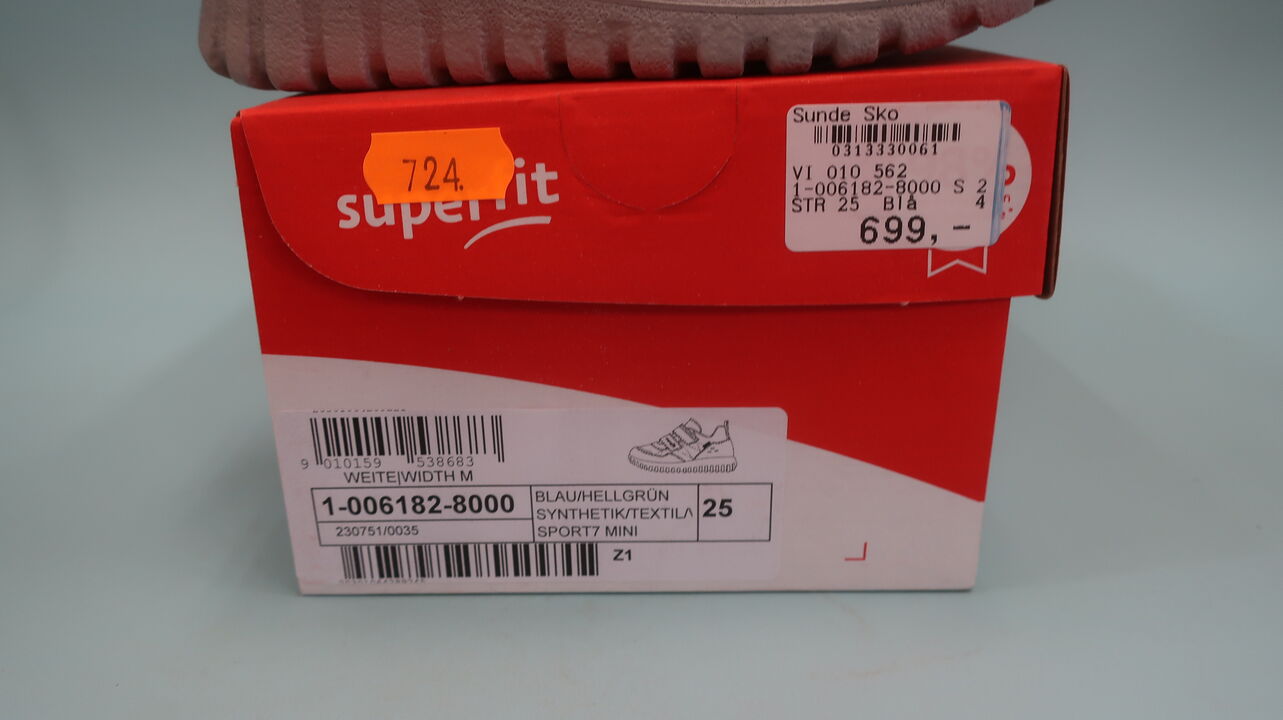 724.
superfit
Sunde Sko
0313330061
VI 010 562
1-006182-8000 S 2
STR 25 Blå 4
699,-
9 010159 538683
WEITE|WIDTH M
1-006182-8000
230751/0035
BLAU/HELLGRÜN
SYNTHETIK/TEXTIL/
SPORT7 MINI
25
Z1